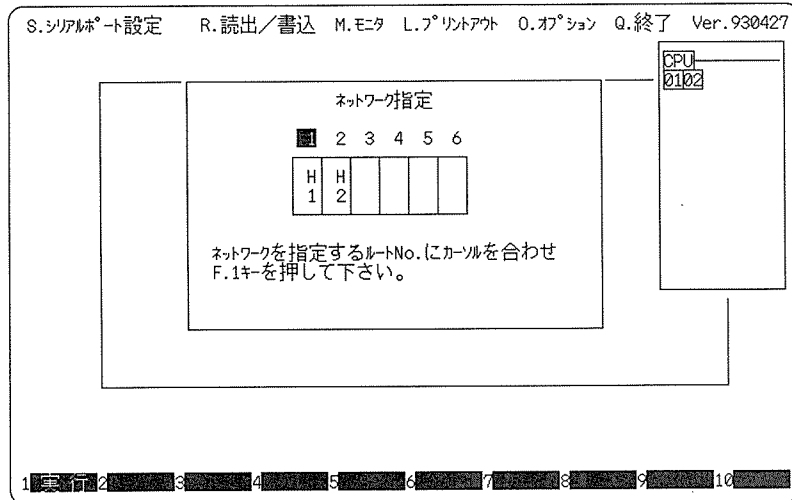 S.ｼﾘｱﾙﾎﾟｰﾄ設定 R.読出／書込 M.ﾓﾆﾀ L.ﾌﾟﾘﾝﾄｱｳﾄ O.ｵﾌﾟｼｮﾝ Q.終了 Ver.930427
CPU
01 02
ﾈｯﾄﾜｰｸ指定
1 2 3 4 5 6
H H
1 2
ﾈｯﾄﾜｰｸを指定するﾙｰﾄNo.にｶｰｿﾙを合わせ
F.1ｷｰを押して下さい。
1 実行 2 3 4 5 6 7 8 9 10